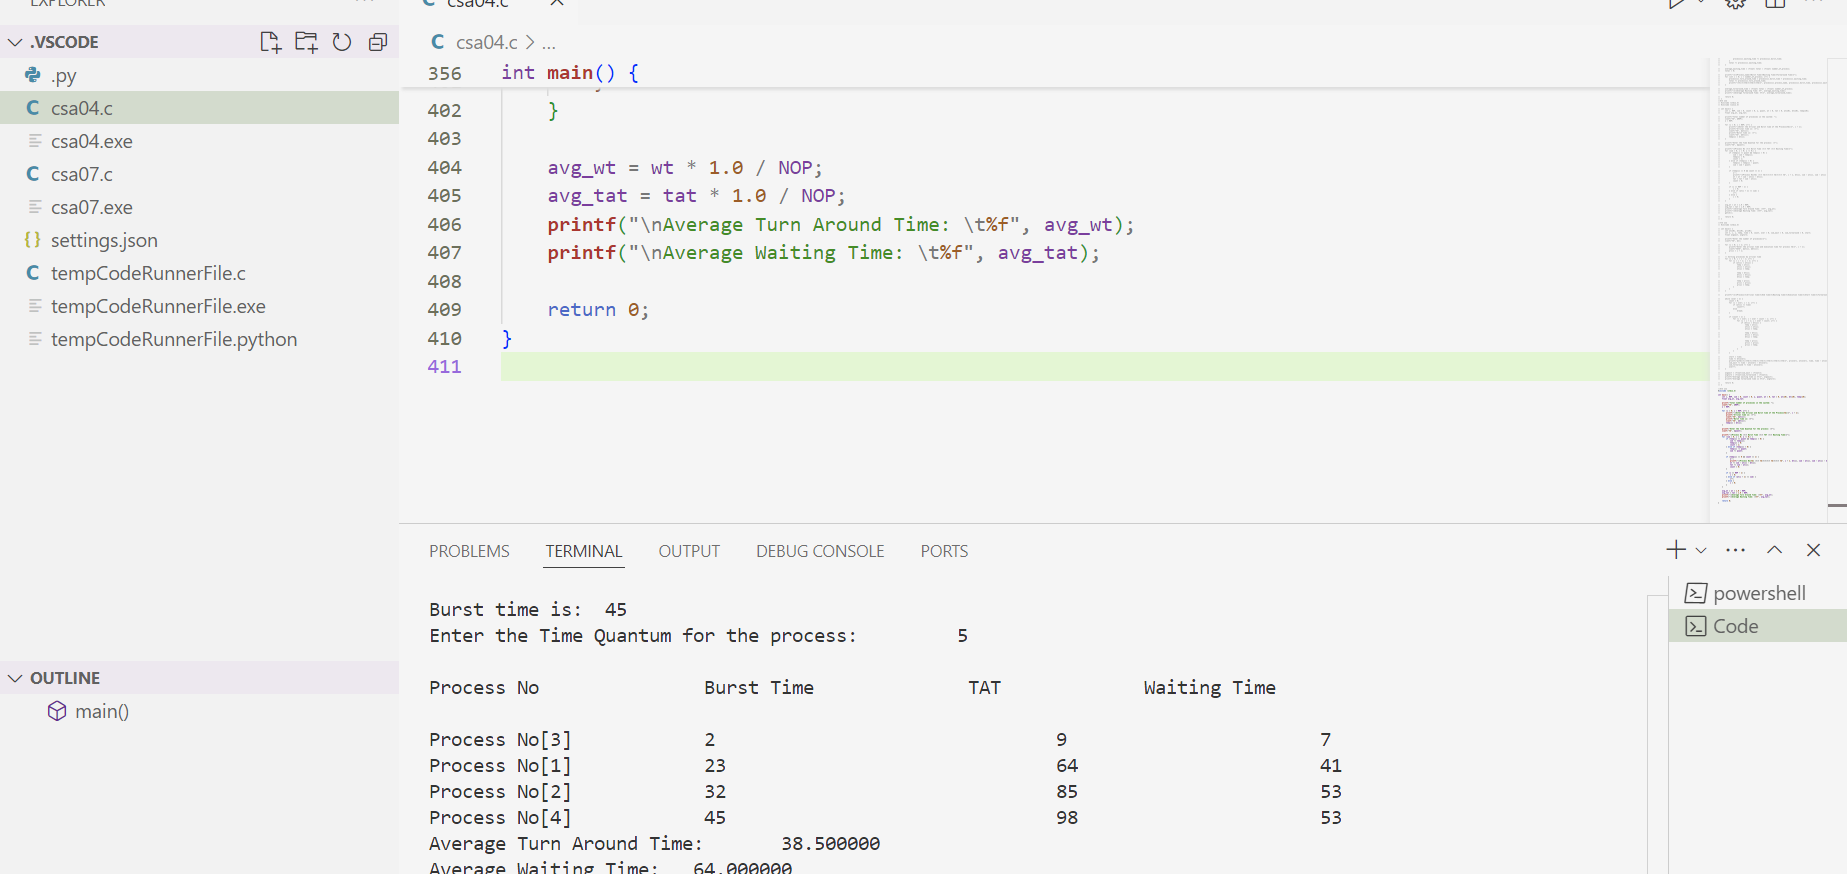 EXPLORER
.VSCODE
.py
csa04.c
csa04.exe
csa07.c
csa07.exe
settings.json
tempCodeRunnerFile.c
tempCodeRunnerFile.exe
tempCodeRunnerFile.python
OUTLINE
main()
C csa04.c
C csa04.c > ...
356 int main() {
402 }
403
404 avg_wt = wt * 1.0 / NOP;
405 avg_tat = tat * 1.0 / NOP;
406 printf("\nAverage Turn Around Time: \t%f", avg_wt);
407 printf("\nAverage Waiting Time: \t%f", avg_tat);
408
409 return 0;
410 }
411
PROBLEMS TERMINAL OUTPUT DEBUG CONSOLE PORTS
powershell
Code
Burst time is: 45
Enter the Time Quantum for the process: 5
Process No Burst Time TAT Waiting Time
Process No[3] 2 9 7
Process No[1] 23 64 41
Process No[2] 32 85 53
Process No[4] 45 98 53
Average Turn Around Time: 38.500000
Average Waiting Time: 64.000000